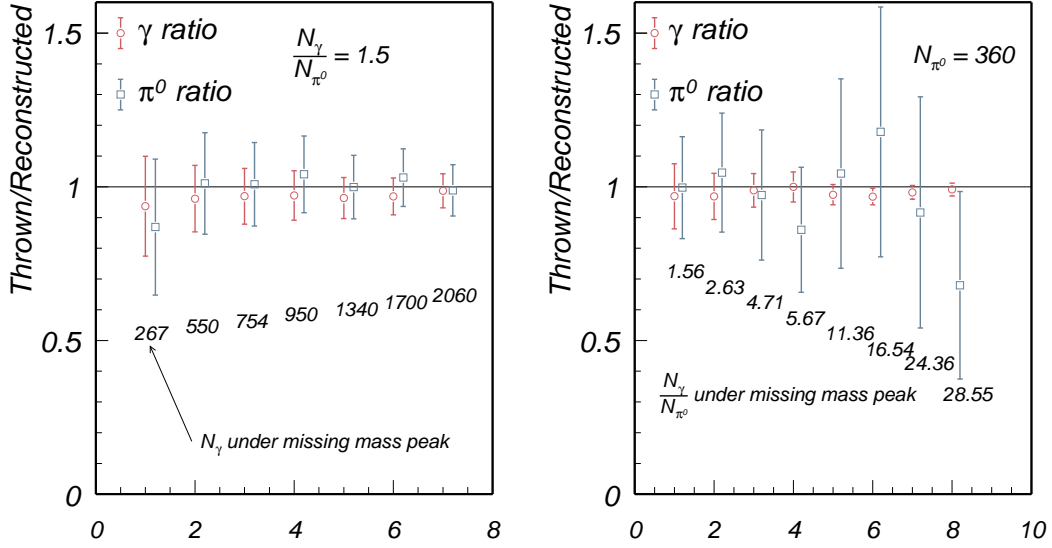 Thrown/Reconstructed
1.5
1
0.5
0
γ ratio
π⁰ ratio
Nγ
Nπ⁰
= 1.5
267
550
754
950
1340
1700
2060
Nγ under missing mass peak
0
2
4
6
8
Thrown/Reconstructed
1.5
1
0.5
0
γ ratio
π⁰ ratio
Nπ⁰ = 360
1.56
2.63
4.71
5.67
11.36
16.54
24.36
28.55
Nγ
Nπ⁰
under missing mass peak
0
2
4
6
8
10